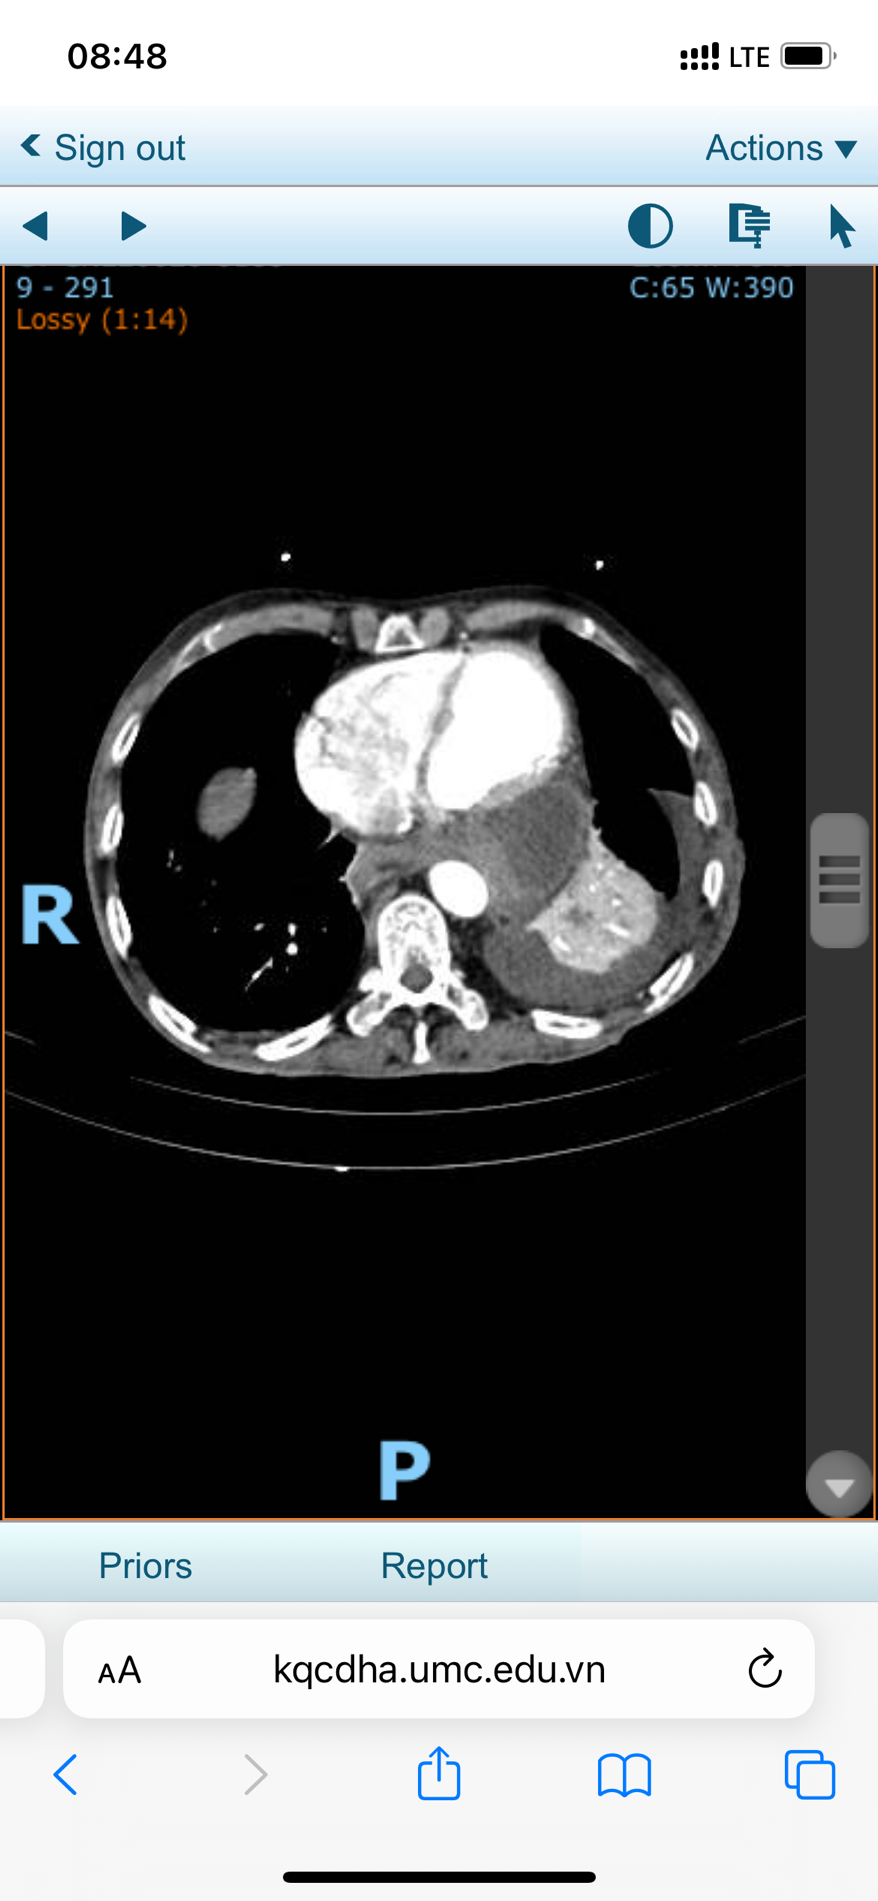 08:48
LTE
Sign out
Actions
9 - 291
C:65 W:390
Lossy (1:14)
R
P
Priors
Report
AA
kqcdha.umc.edu.vn